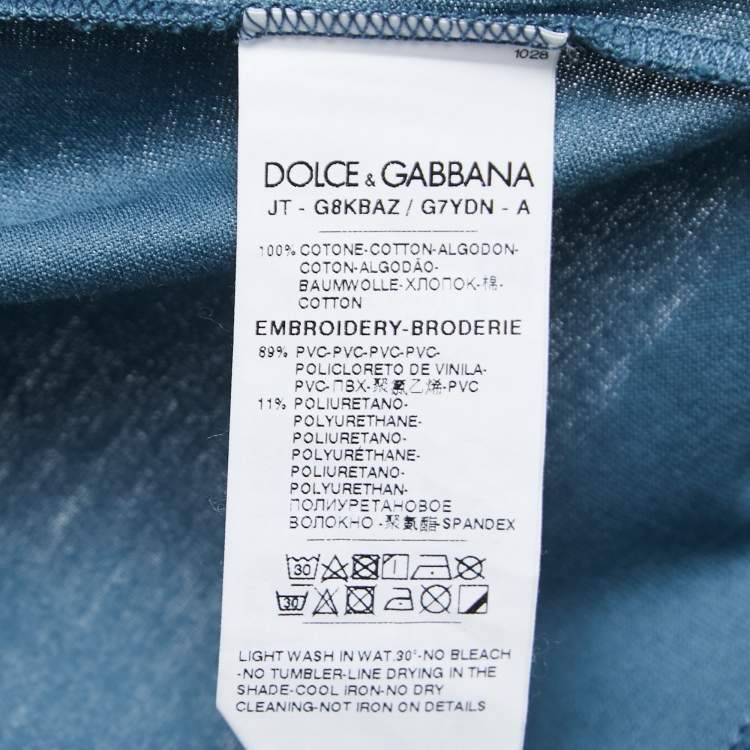 1028
DOLCE & GABBANA
JT - G8KBAZ / G7YDN - A
100% COTONE-COTTON-ALGODON-
COTON-ALGODÃO-
BAUMWOLLE-ХЛОПОК-棉-
COTTON
EMBROIDERY-BRODERIE
89% PVC-PVC-PVC-PVC-
POLICLORETO DE VINILA-
PVC-ПВХ-聚氯乙烯-PVC
11% POLIURETANO-
POLYURETHANE-
POLIURETANO-
POLYURÉTHANE-
POLIURETANO-
POLYURETHAN-
ПОЛИУРЕТАНОВОЕ
ВОЛОКНО -聚氨酯-SPANDEX
30
30
LIGHT WASH IN WAT.30°-NO BLEACH
-NO TUMBLER-LINE DRYING IN THE
SHADE-COOL IRON-NO DRY
CLEANING-NOT IRON ON DETAILS